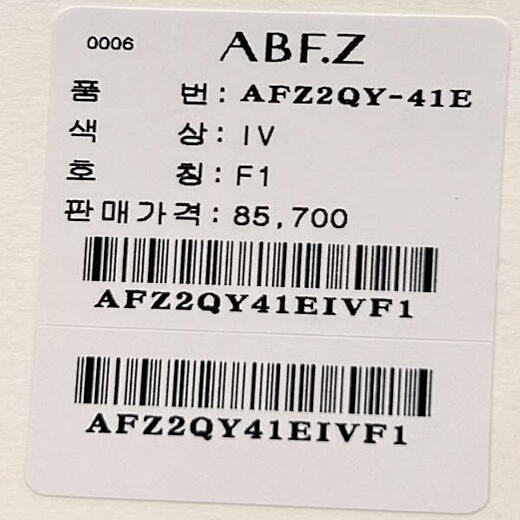 0006 ABF.Z
품 번: AFZ2QY-41E
색 상: IV
호 칭: F1
판매가격: 85,700
AFZ2QY41EIVF1
AFZ2QY41EIVF1